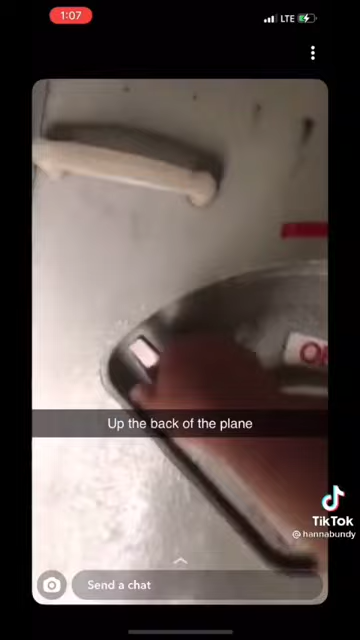 1:07
LTE
Up the back of the plane
TikTok
@hannabundy
Send a chat